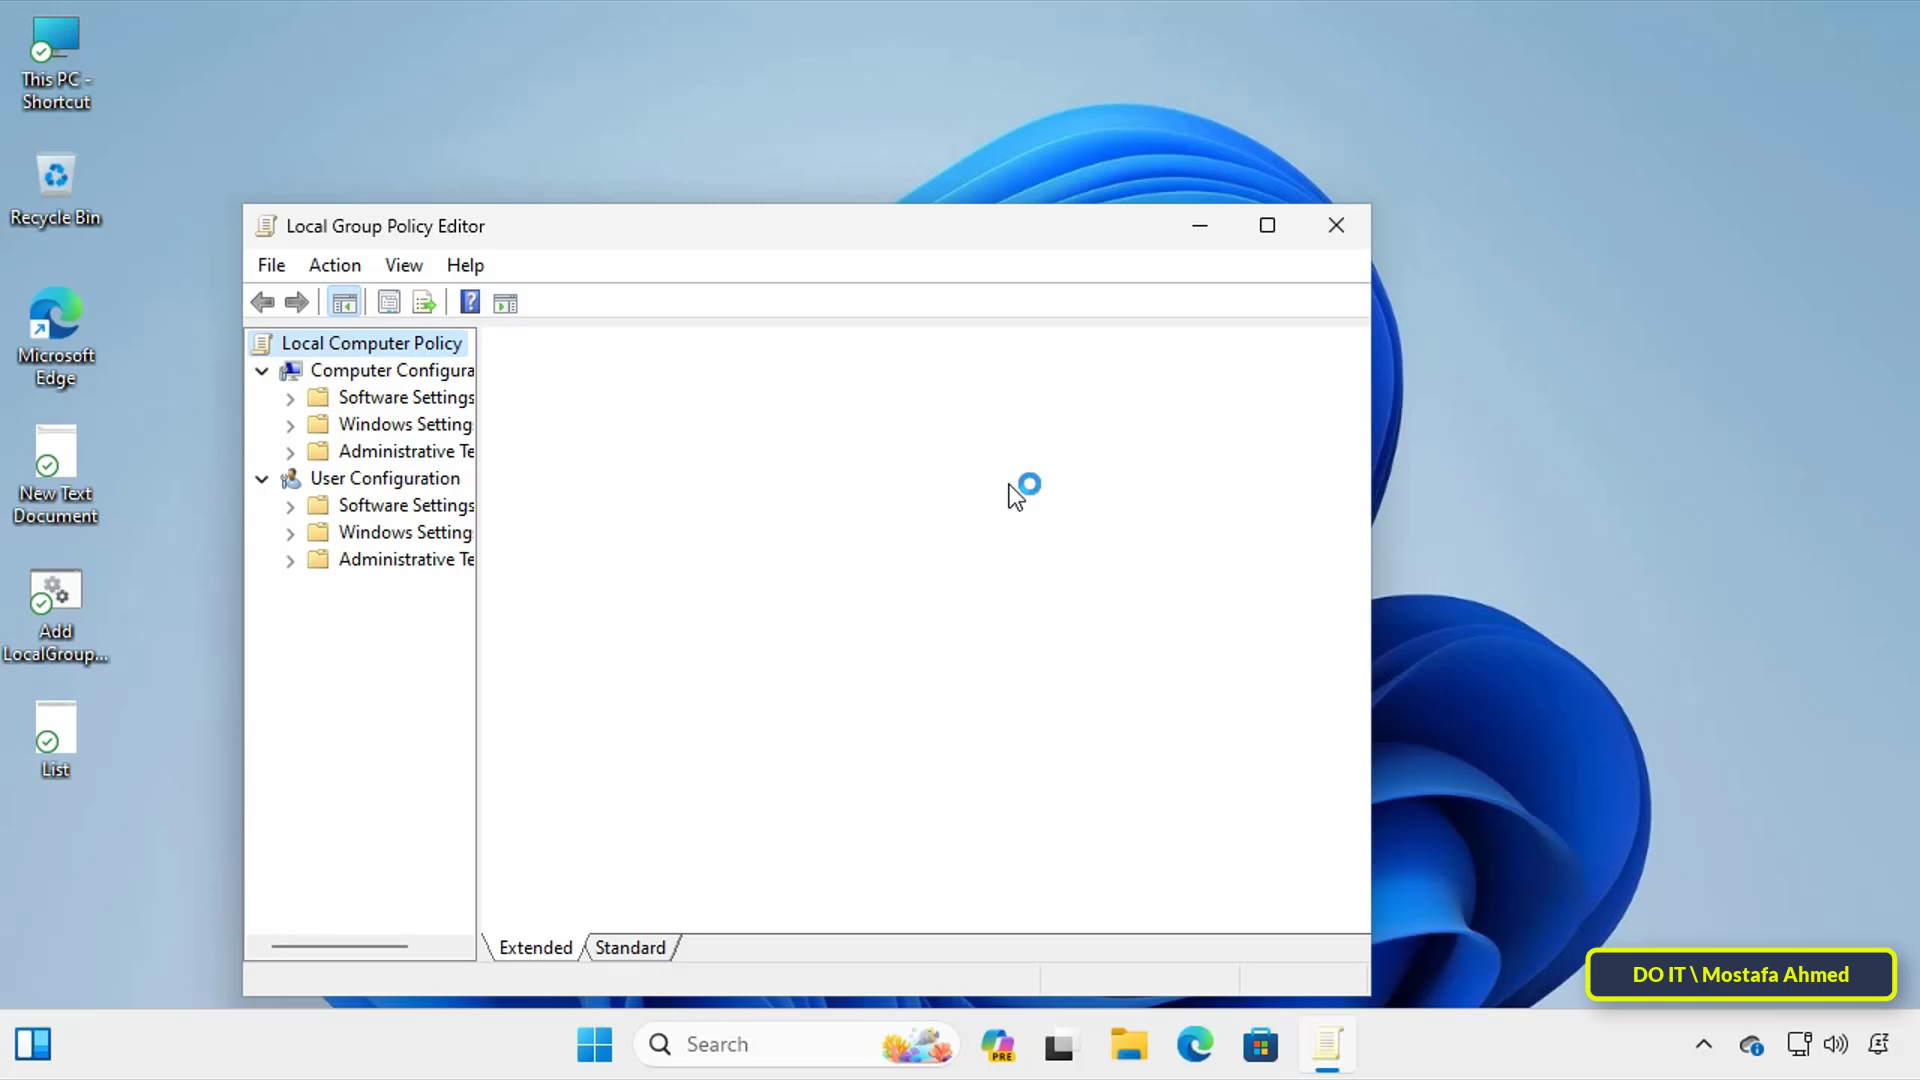 This PC -
Shortcut
Recycle Bin
Microsoft
Edge
New Text
Document
Add
LocalGroup...
List
Local Group Policy Editor
File Action View Help
Local Computer Policy
Computer Configura
Software Settings
Windows Setting
Administrative Te
User Configuration
Software Settings
Windows Setting
Administrative Te
Extended Standard
DO IT \ Mostafa Ahmed
Search
PRE